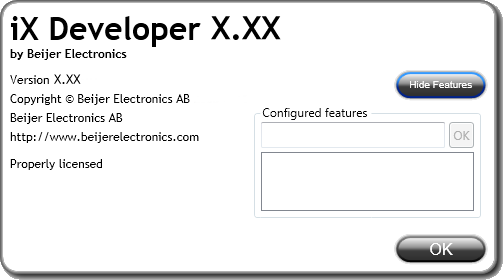 iX Developer X.XX
by Beijer Electronics
Version X.XX
Copyright © Beijer Electronics AB
Beijer Electronics AB
http://www.beijerelectronics.com
Properly licensed
Hide Features
Configured features
OK
OK